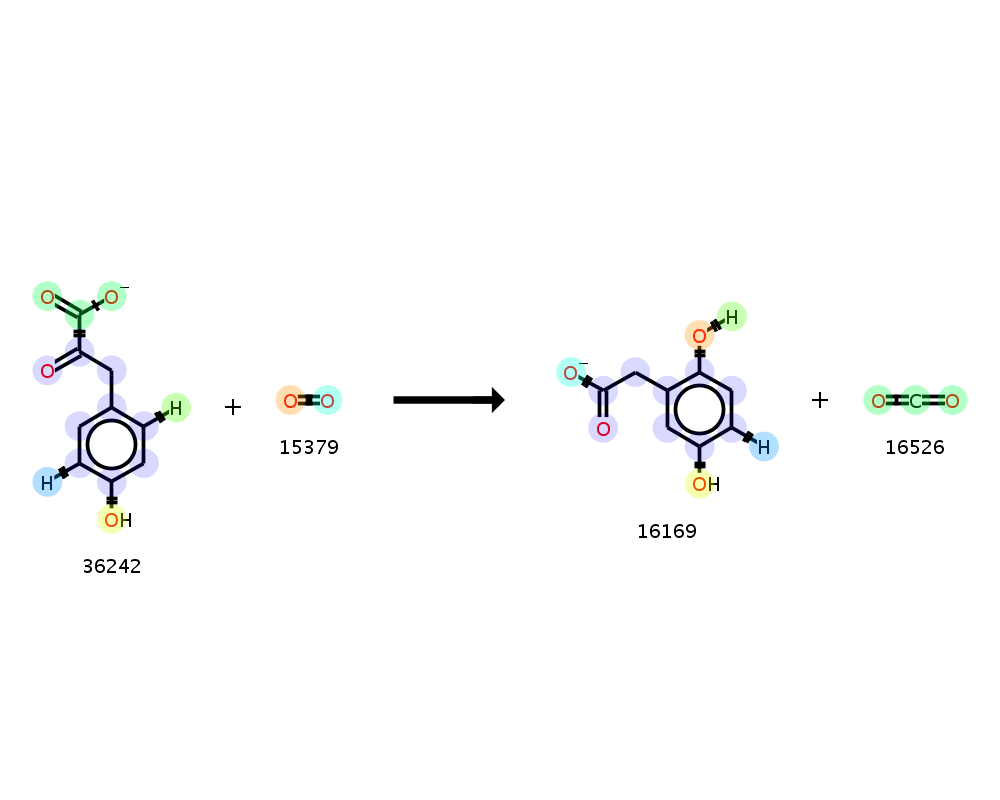 O O⁻ O H H OH
36242
+
O O
15379
O⁻ O O H H OH
16169
+
O C O
16526